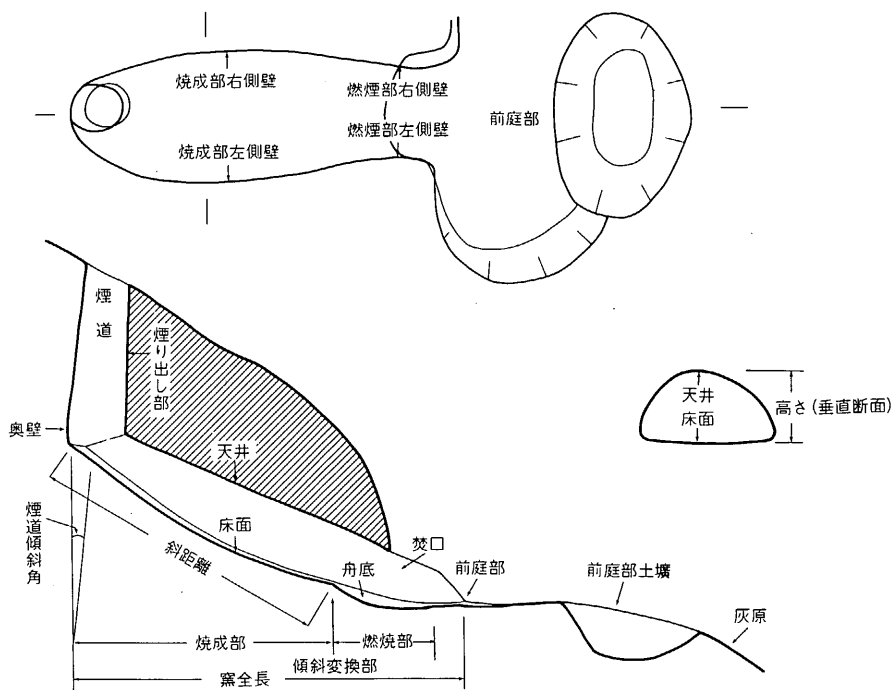 焼成部右側壁
燃煙部右側壁
燃煙部左側壁
前庭部
焼成部左側壁
煙道
煙り出し部
天井
床面
高さ(垂直断面)
奥壁
天井
煙道傾斜角
床面
斜距離
焚口
舟底
前庭部
前庭部土壙
灰原
焼成部
燃焼部
傾斜変換部
窯全長